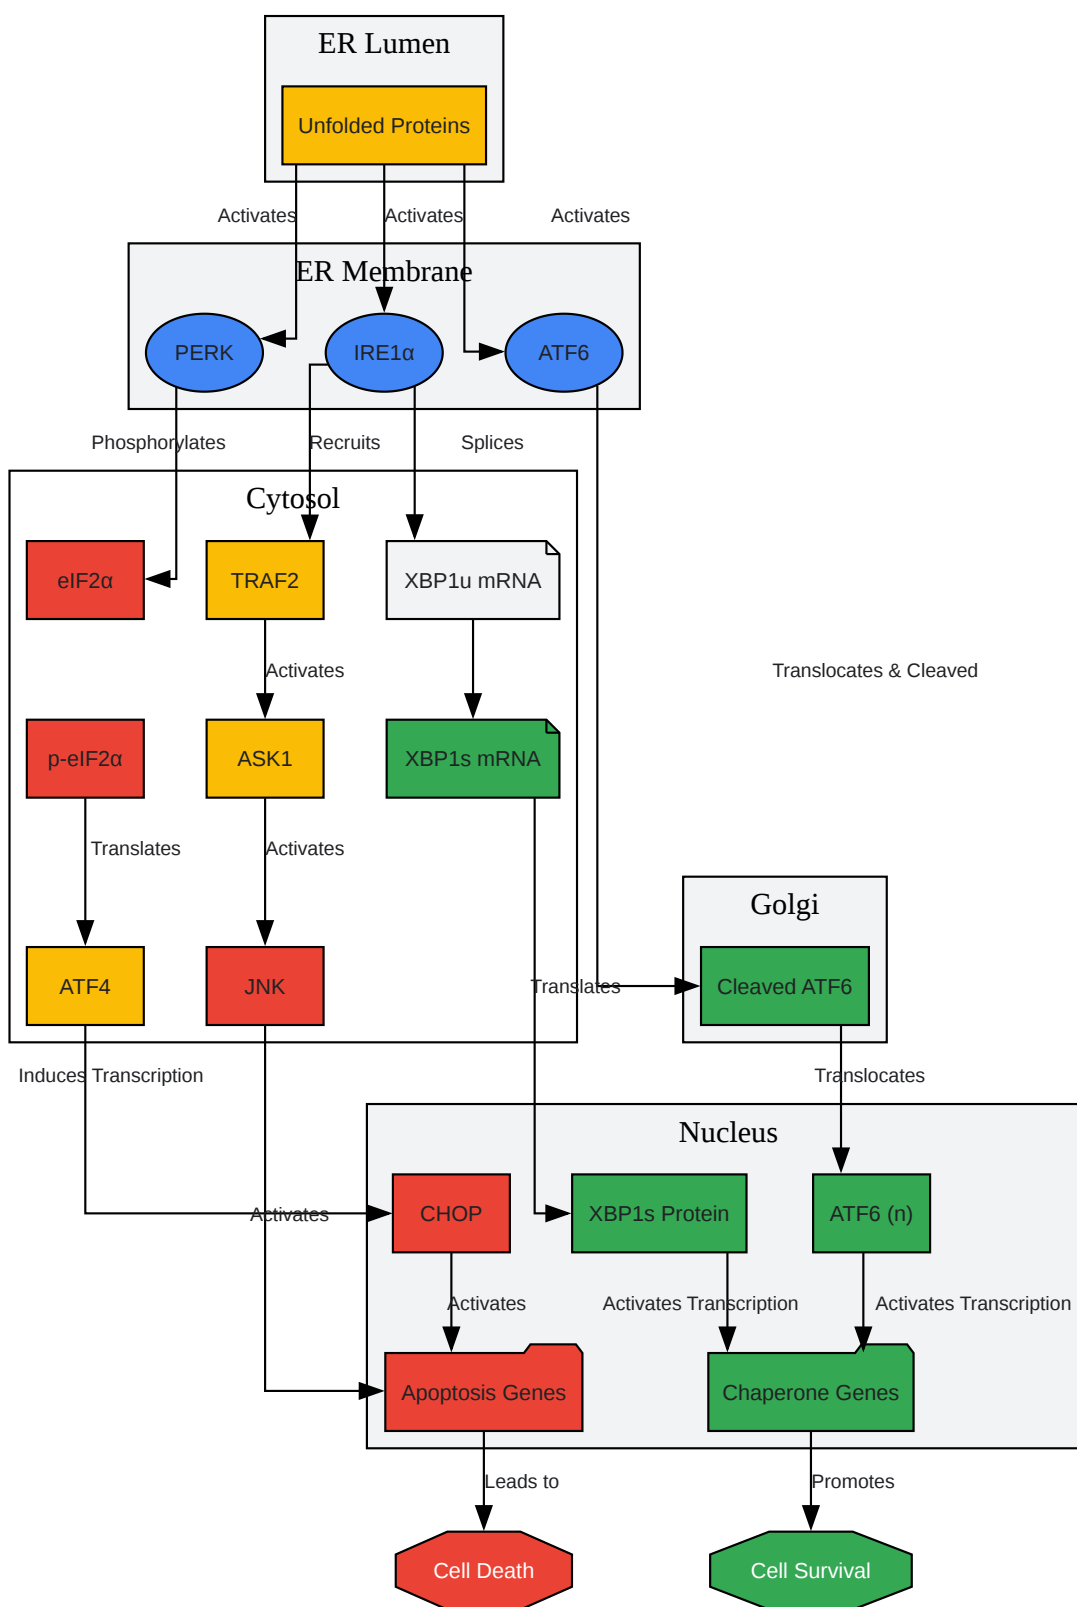 ER Lumen
Unfolded Proteins
Activates
Activates
Activates
ER Membrane
PERK
IRE1α
ATF6
Phosphorylates
Recruits
Splices
Cytosol
eIF2α
TRAF2
XBP1u mRNA
Activates
Translocates & Cleaved
p-eIF2α
ASK1
XBP1s mRNA
Translates
Activates
Golgi
ATF4
JNK
Translates
Cleaved ATF6
Induces Transcription
Translocates
Nucleus
Activates
CHOP
XBP1s Protein
ATF6 (n)
Activates
Activates Transcription
Activates Transcription
Apoptosis Genes
Chaperone Genes
Leads to
Promotes
Cell Death
Cell Survival